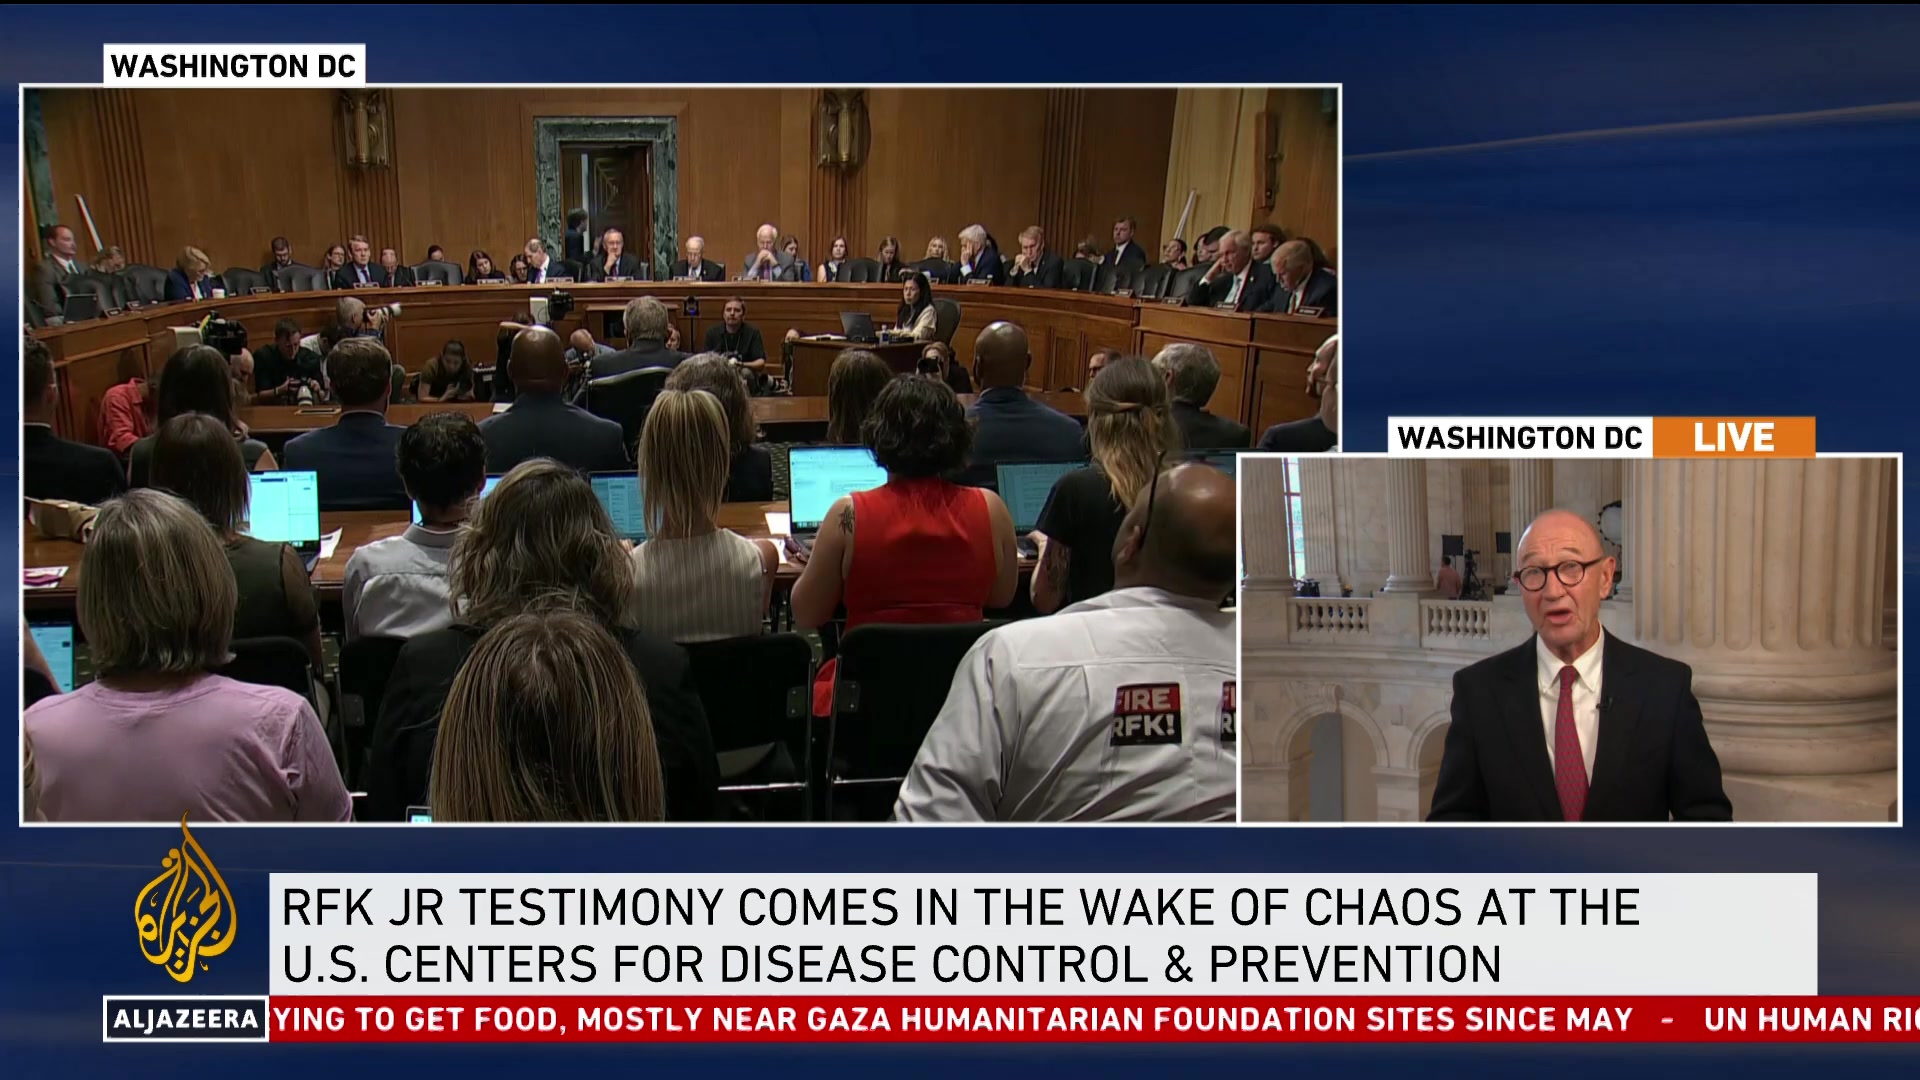 WASHINGTON DC
WASHINGTON DC LIVE
FIRE
RFK!
RFK JR TESTIMONY COMES IN THE WAKE OF CHAOS AT THE
U.S. CENTERS FOR DISEASE CONTROL & PREVENTION
الجزيرة
ALJAZEERA
YING TO GET FOOD, MOSTLY NEAR GAZA HUMANITARIAN FOUNDATION SITES SINCE MAY - UN HUMAN RI